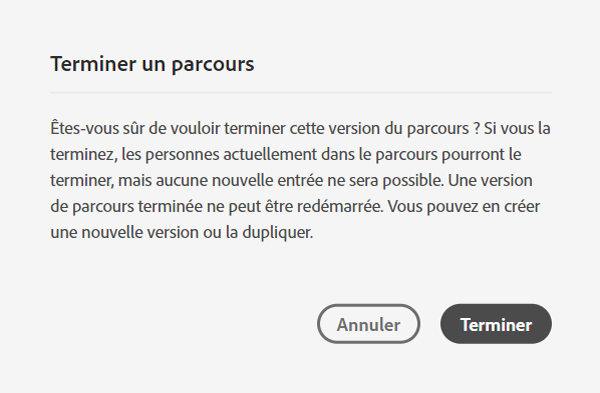 Terminer un parcours
Êtes-vous sûr de vouloir terminer cette version du parcours ? Si vous la
terminez, les personnes actuellement dans le parcours pourront le
terminer, mais aucune nouvelle entrée ne sera possible. Une version
de parcours terminée ne peut être redémarrée. Vous pouvez en créer
une nouvelle version ou la dupliquer.
Annuler
Terminer